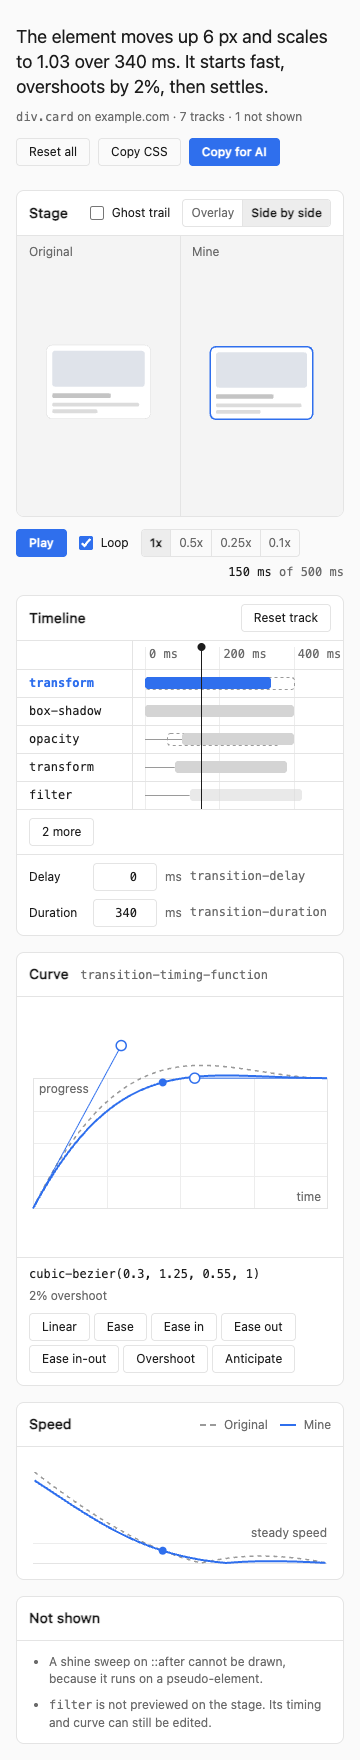 The element moves up 6 px and scales
to 1.03 over 340 ms. It starts fast,
overshoots by 2%, then settles.
div.card on example.com · 7 tracks · 1 not shown
Reset all Copy CSS Copy for AI
Stage Ghost trail Overlay Side by side
Original Mine
Play Loop 1x 0.5x 0.25x 0.1x
150 ms of 500 ms
Timeline Reset track
0 ms 200 ms 400 ms
transform
box-shadow
opacity
transform
filter
2 more
Delay 0 ms transition-delay
Duration 340 ms transition-duration
Curve transition-timing-function
progress
time
cubic-bezier(0.3, 1.25, 0.55, 1)
2% overshoot
Linear Ease Ease in Ease out
Ease in-out Overshoot Anticipate
Speed Original Mine
steady speed
Not shown
• A shine sweep on ::after cannot be drawn,
because it runs on a pseudo-element.
• filter is not previewed on the stage. Its timing
and curve can still be edited.